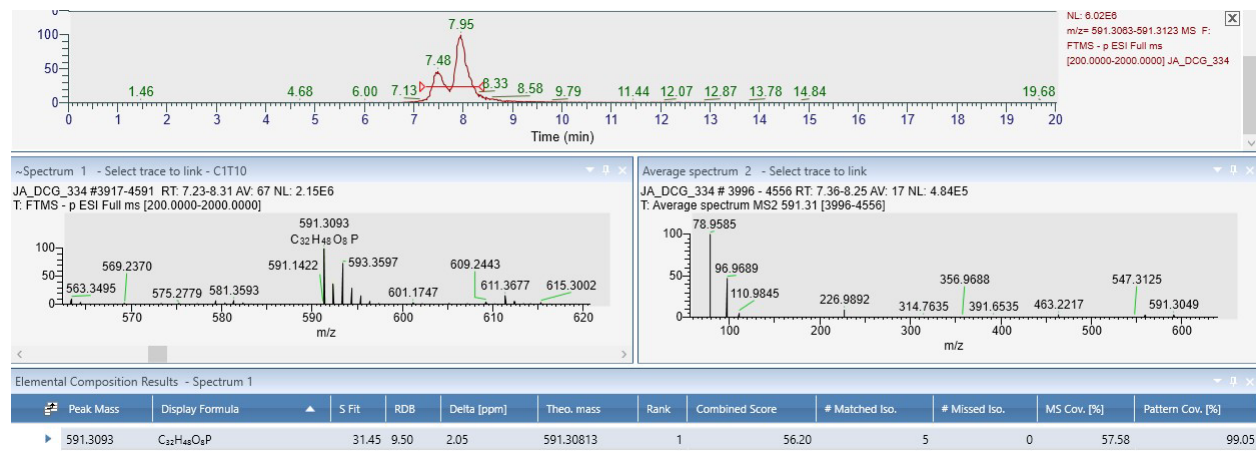 NL: 6.02E6
m/z= 591.3063-591.3123 MS F:
FTMS - p ESI Full ms
[200.0000-2000.0000] JA_DCG_334
100
50
0
7.95
7.48
1.46
4.68
6.00
7.13
8.33
8.58
9.79
11.44
12.07
12.87
13.78
14.84
19.68
0 1 2 3 4 5 6 7 8 9 10 11 12 13 14 15 16 17 18 19 20
Time (min)
~Spectrum 1 - Select trace to link - C1T10
JA_DCG_334 #3917-4591 RT: 7.23-8.31 AV: 67 NL: 2.15E6
T: FTMS - p ESI Full ms [200.0000-2000.0000]
591.3093
C32H48O8P
100
50
0
563.3495
569.2370
575.2779
581.3593
591.1422
593.3597
601.1747
609.2443
611.3677
615.3002
570 580 590 600 610 620
m/z
Average spectrum 2 - Select trace to link
JA_DCG_334 # 3996 - 4556 RT: 7.36-8.25 AV: 17 NL: 4.84E5
T: Average spectrum MS2 591.31 [3996-4556]
100
50
0
78.9585
96.9689
110.9845
226.9892
314.7635
356.9688
391.6535
463.2217
547.3125
591.3049
100 200 300 400 500 600
m/z
Elemental Composition Results - Spectrum 1
Peak Mass Display Formula S Fit RDB Delta [ppm] Theo. mass Rank Combined Score # Matched Iso. # Missed Iso. MS Cov. [%] Pattern Cov. [%]
591.3093 C₃₂H₄₈O₈P 31.45 9.50 2.05 591.30813 1 56.20 5 0 57.58 99.05